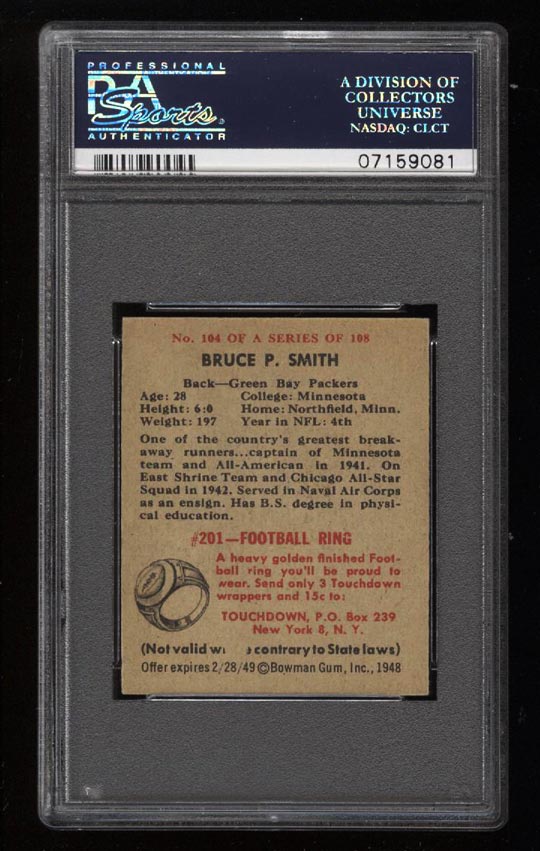 PROFESSIONAL
PSA
Sports
AUTHENTICATOR
A DIVISION OF
COLLECTORS
UNIVERSE
NASDAQ: CLCT
07159081
No. 104 OF A SERIES OF 108
BRUCE P. SMITH
Back—Green Bay Packers
Age: 28 College: Minnesota
Height: 6:0 Home: Northfield, Minn.
Weight: 197 Year in NFL: 4th
One of the country's greatest break-
away runners...captain of Minnesota
team and All-American in 1941. On
East Shrine Team and Chicago All-Star
Squad in 1942. Served in Naval Air Corps
as an ensign. Has B.S. degree in physi-
cal education.
#201—FOOTBALL RING
A heavy golden finished Foot-
ball ring you'll be proud to
wear. Send only 3 Touchdown
wrappers and 15c to:
TOUCHDOWN, P.O. Box 239
New York 8, N. Y.
(Not valid w e contrary to State laws)
Offer expires 2/28/49 ©Bowman Gum, Inc., 1948